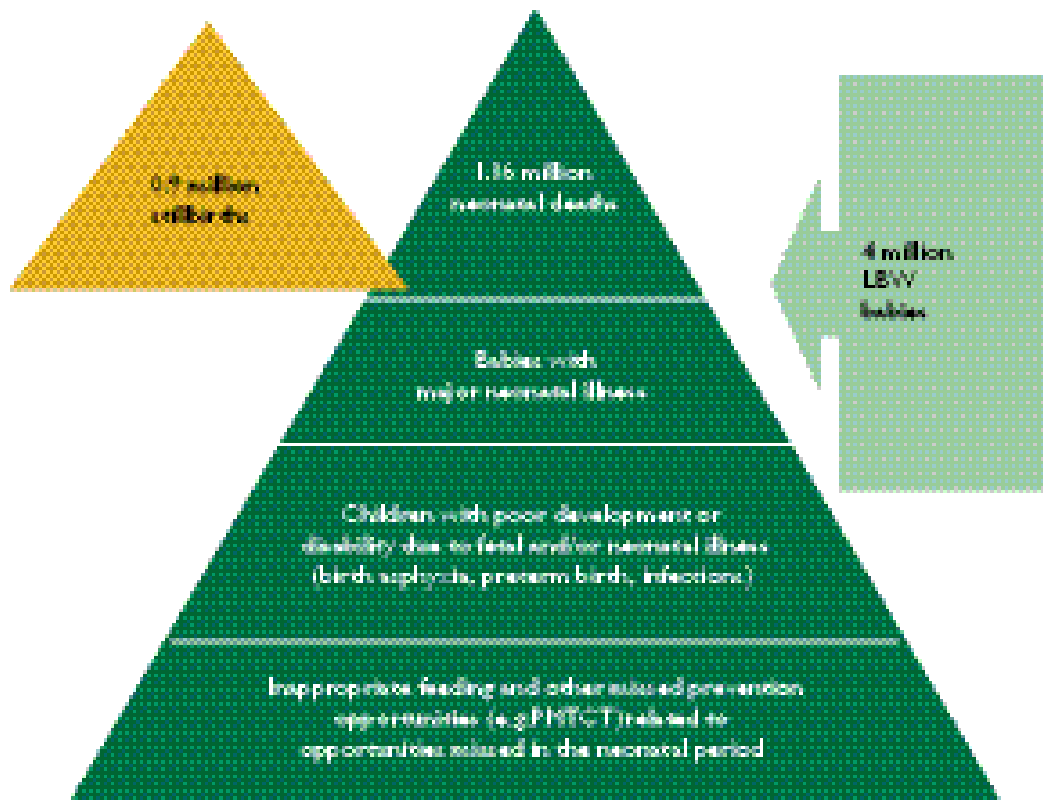 0.9 million
stillbirths
1.16 million
neonatal deaths
4 million
LBW
babies
Babies with
major neonatal illness
Children with poor development or
disability due to fetal and/or neonatal illness
(birth asphyxia, preterm birth, infections)
Inappropriate feeding and other missed prevention
opportunities (e.g.PMTCT) related to
opportunities missed in the neonatal period